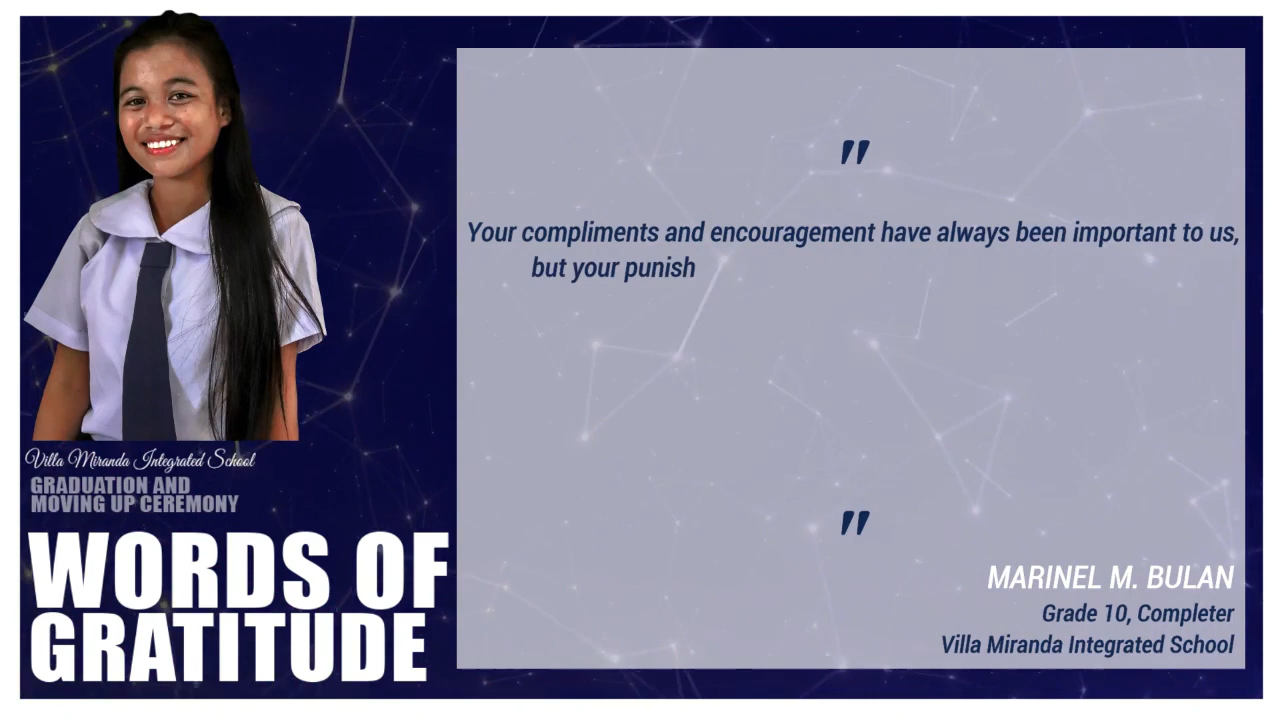 "
Your compliments and encouragement have always been important to us,
but your punish
"
MARINEL M. BULAN
Grade 10, Completer
Villa Miranda Integrated School
Villa Miranda Integrated School
GRADUATION AND
MOVING UP CEREMONY
WORDS OF
GRATITUDE